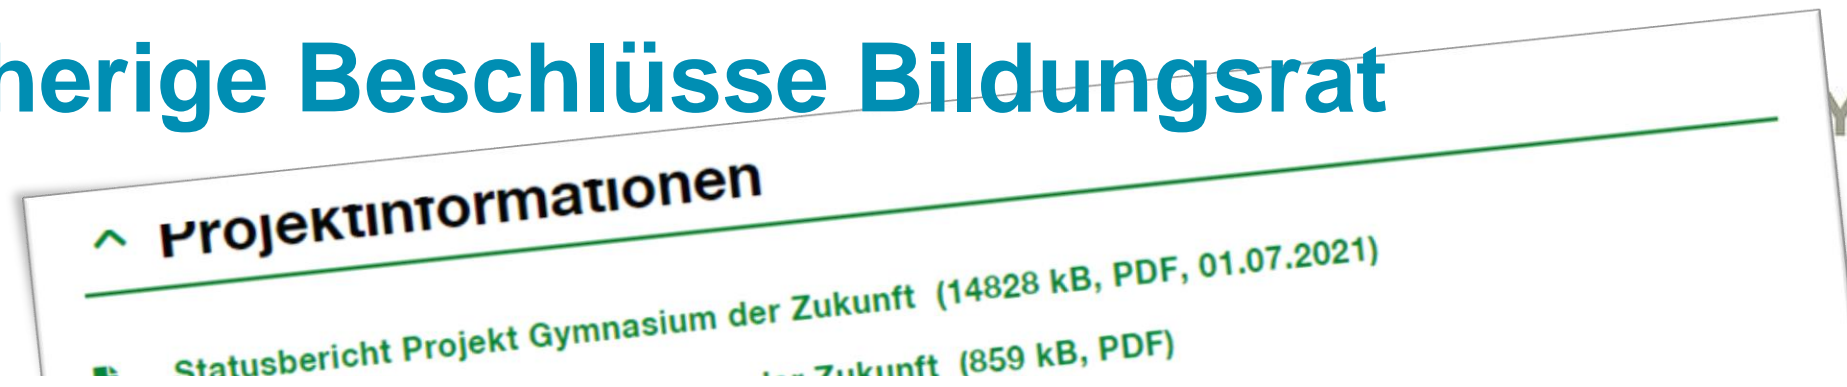 herige Beschlüsse Bildungsrat
Projektinformationen
Statusbericht Projekt Gymnasium der Zukunft (14828 kB, PDF, 01.07.2021)
der Zukunft (859 kB, PDF)